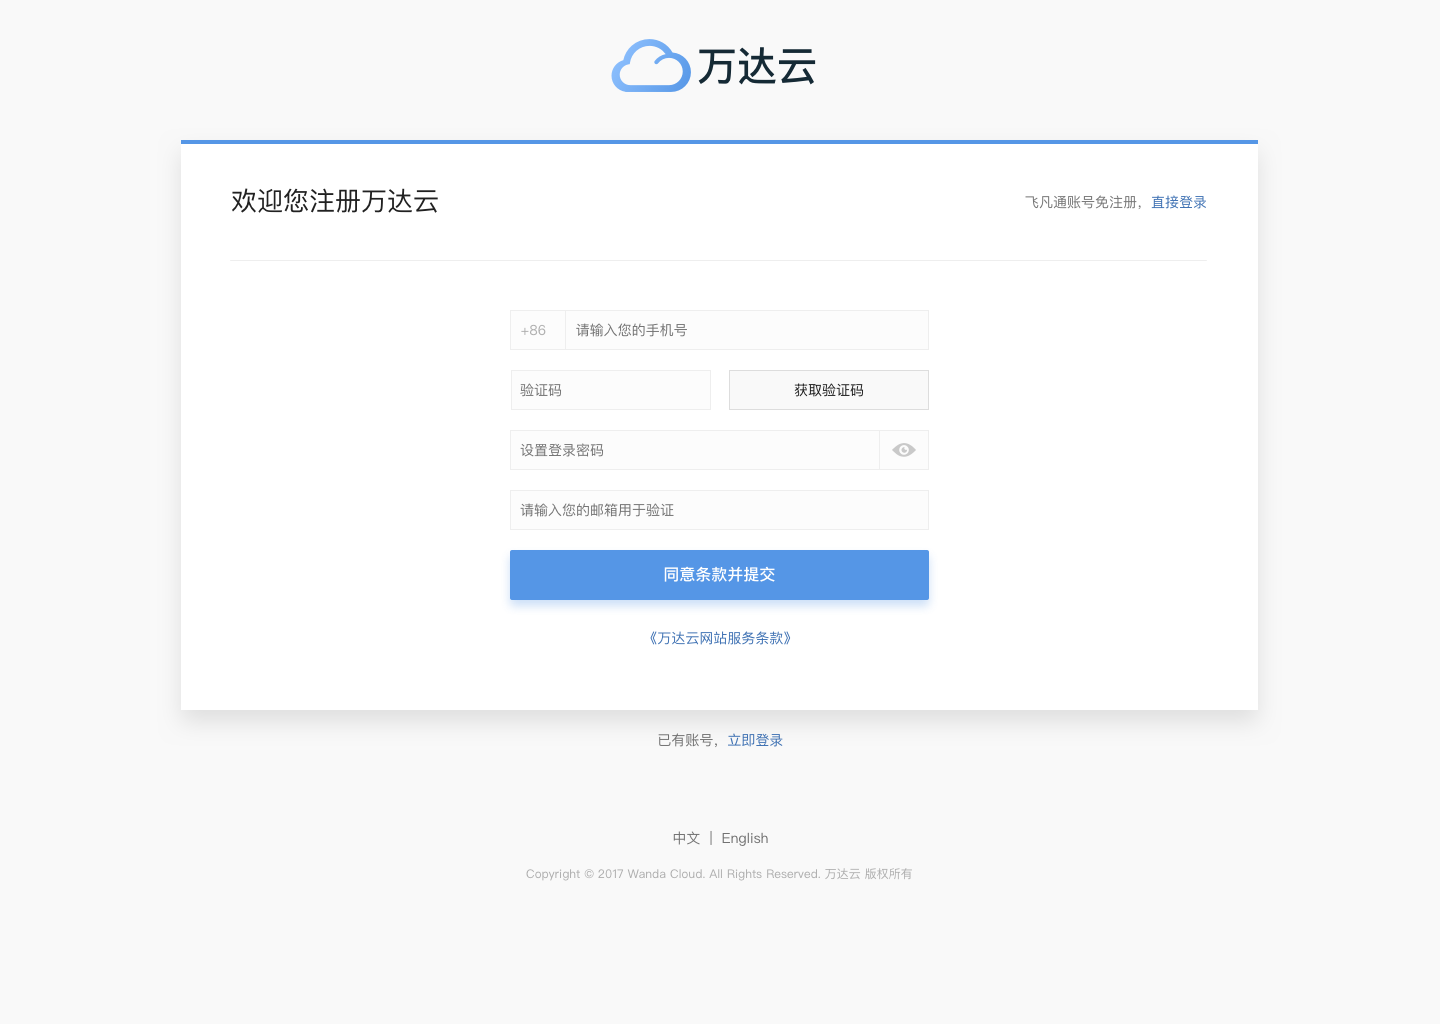 万达云
欢迎您注册万达云
飞凡通账号免注册，直接登录
+86 请输入您的手机号
验证码 获取验证码
设置登录密码
请输入您的邮箱用于验证
同意条款并提交
《万达云网站服务条款》
已有账号，立即登录
中文 | English
Copyright © 2017 Wanda Cloud. All Rights Reserved. 万达云 版权所有